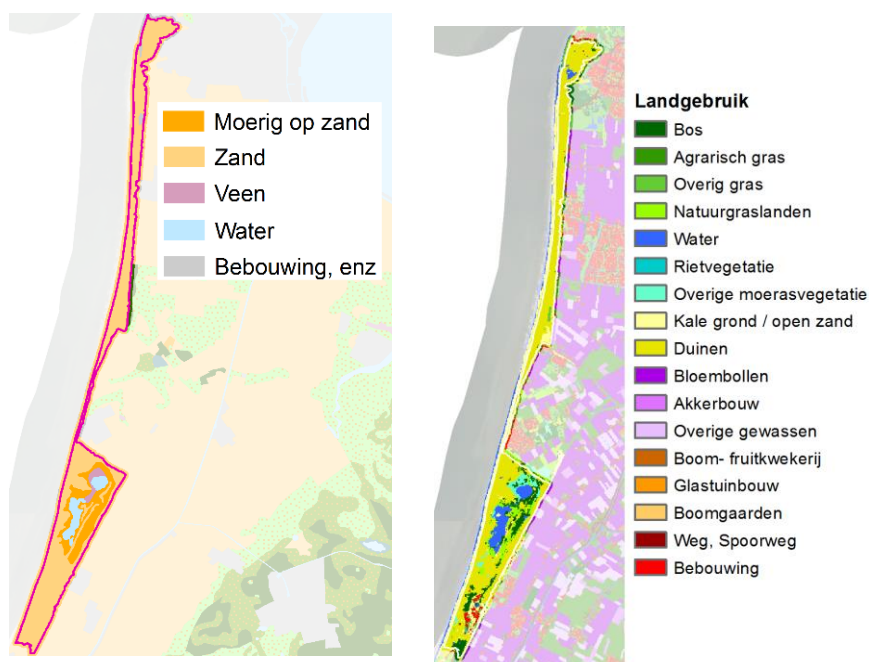 Moerig op zand
Zand
Veen
Water
Bebouwing, enz
Landgebruik
Bos
Agrarisch gras
Overig gras
Natuurgraslanden
Water
Rietvegetatie
Overige moerasvegetatie
Kale grond / open zand
Duinen
Bloembollen
Akkerbouw
Overige gewassen
Boom- fruitkwekerij
Glastuinbouw
Boomgaarden
Weg, Spoorweg
Bebouwing